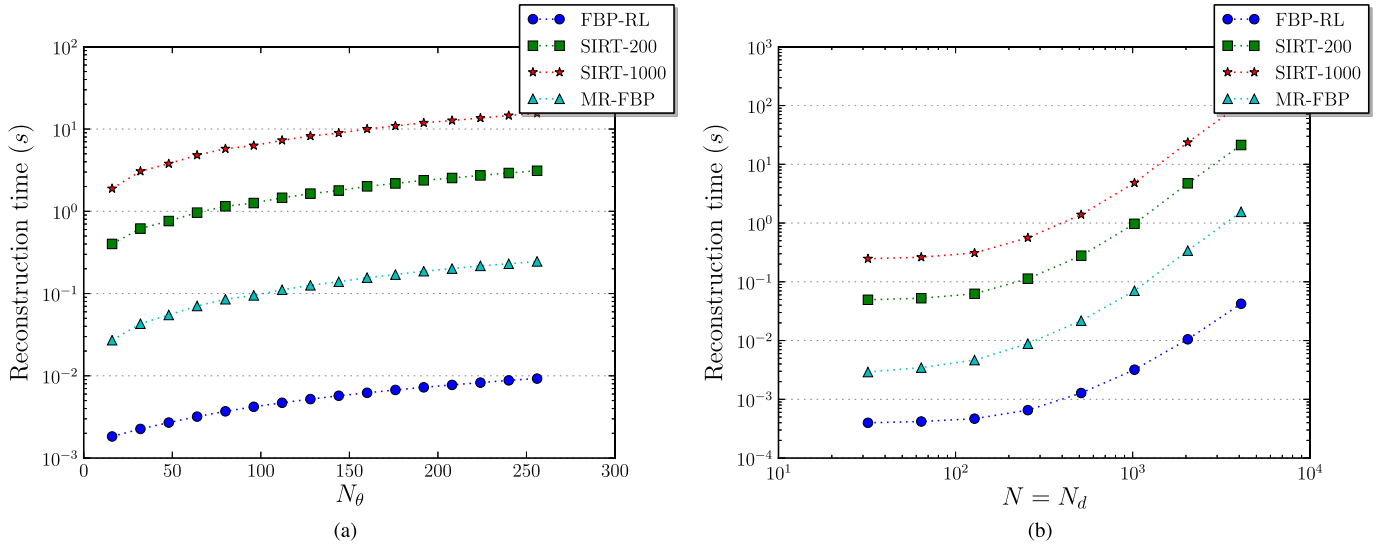 FBP-RL
SIRT-200
SIRT-1000
MR-FBP
10^2
10^1
10^0
10^-1
10^-2
10^-3
Reconstruction time (s)
0 50 100 150 200 250 300
N_θ
(a)
FBP-RL
SIRT-200
SIRT-1000
MR-FBP
10^3
10^2
10^1
10^0
10^-1
10^-2
10^-3
10^-4
Reconstruction time (s)
10^1 10^2 10^3 10^4
N = N_d
(b)